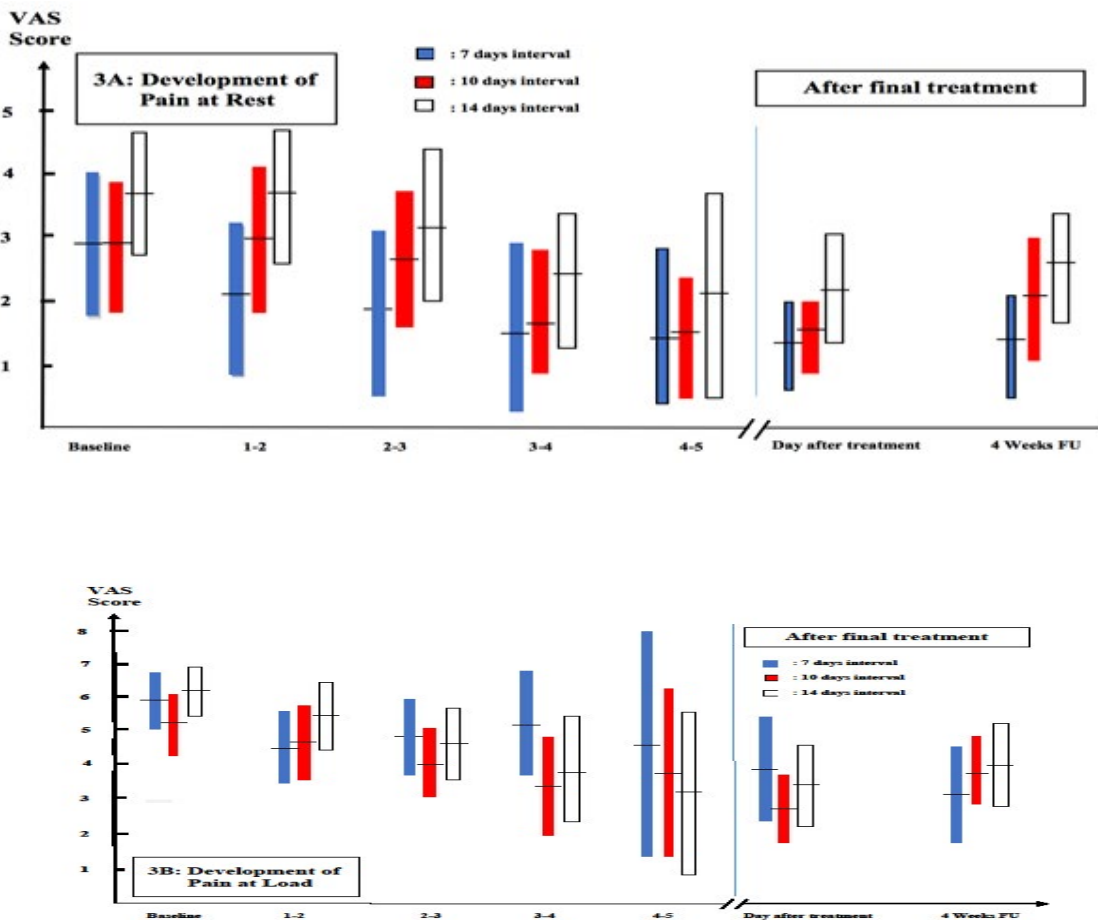 VAS
Score
3A: Development of
Pain at Rest
: 7 days interval
: 10 days interval
: 14 days interval
After final treatment
5
4
3
2
1
Baseline
1-2
2-3
3-4
4-5
Day after treatment
4 Weeks FU
VAS
Score
8
7
6
5
4
3
2
1
After final treatment
: 7 days interval
: 10 days interval
: 14 days interval
3B: Development of
Pain at Load
Baseline
1-2
2-3
3-4
4-5
Day after treatment
4 Weeks FU